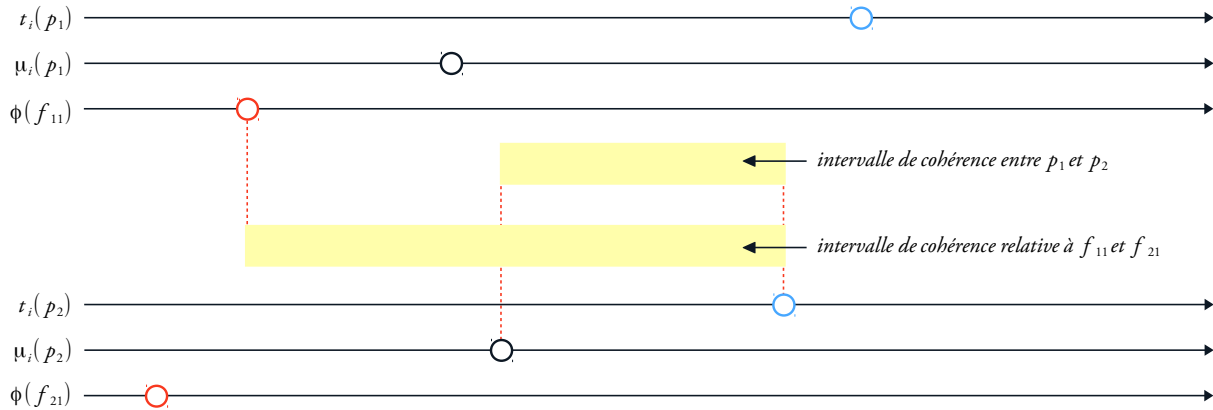 t_i(p_1)
μ_i(p_1)
ϕ(f_11)
intervalle de cohérence entre p_1 et p_2
intervalle de cohérence relative à f_11 et f_21
t_i(p_2)
μ_i(p_2)
ϕ(f_21)